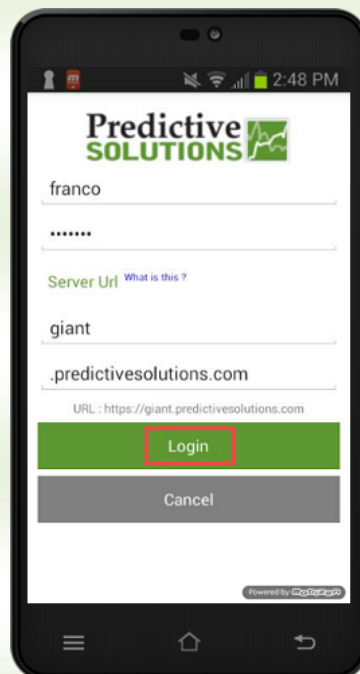 2:48 PM
Predictive
SOLUTIONS
franco
•••••••
Server Url What is this ?
giant
.predictivesolutions.com
URL : https://giant.predictivesolutions.com
Login
Cancel
Powered by